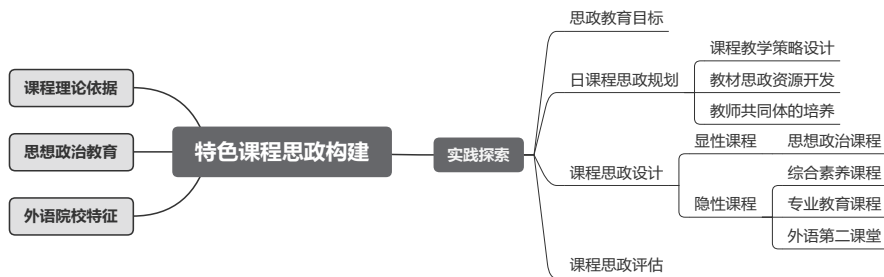 课程理论依据
思想政治教育
外语院校特征
特色课程思政构建
实践探索
思政教育目标
日课程思政规划
课程教学策略设计
教材思政资源开发
教师共同体的培养
课程思政设计
显性课程
思想政治课程
隐性课程
综合素养课程
专业教育课程
外语第二课堂
课程思政评估